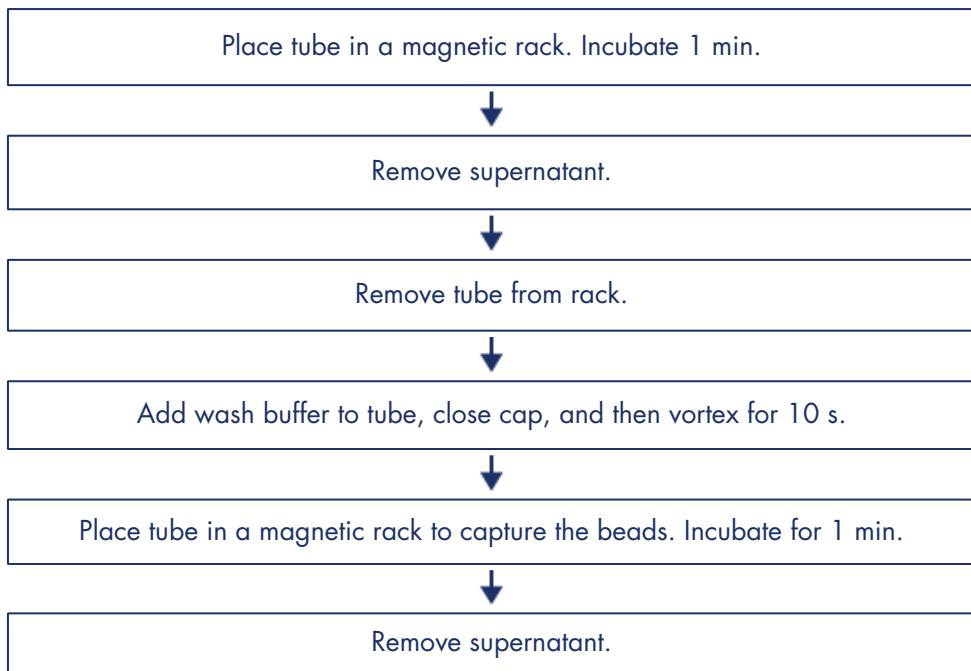 Place tube in a magnetic rack. Incubate 1 min.
Remove supernatant.
Remove tube from rack.
Add wash buffer to tube, close cap, and then vortex for 10 s.
Place tube in a magnetic rack to capture the beads. Incubate for 1 min.
Remove supernatant.